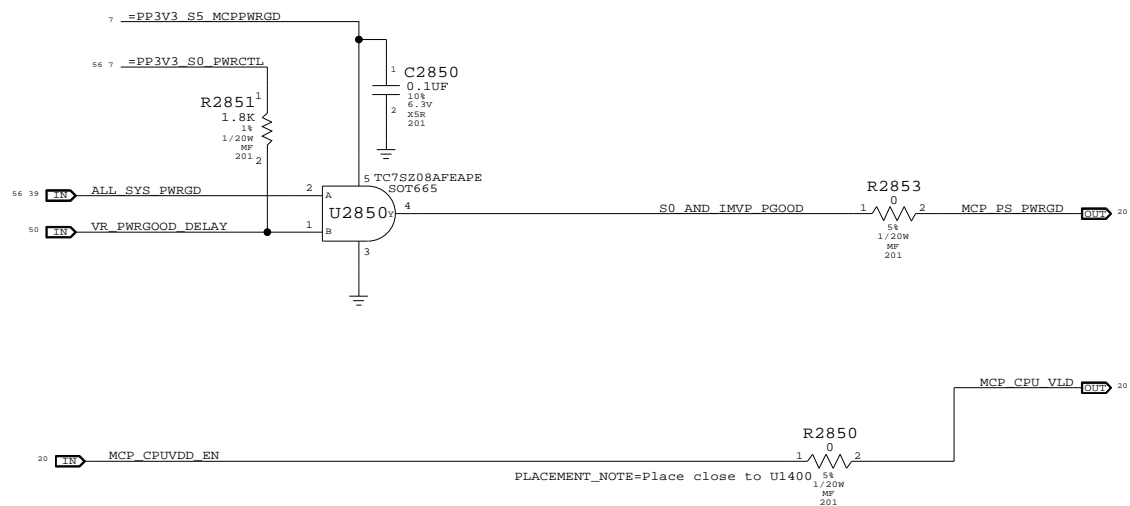 7 =PP3V3_S5_MCPPWRGD
56 7 =PP3V3_S0_PWRCTL
1
C2850
0.1UF
10%
6.3V
X5R
201
2
R2851
1
1.8K
1%
1/20W
MF
201
2
5 TC7SZ08AFEAPE
SOT665
56 39 IN ALL_SYS_PWRGD 2 A
U2850 Y 4
50 IN VR_PWRGOOD_DELAY 1 B
3
S0_AND_IMVP_PGOOD
R2853
0
1 2
5%
1/20W
MF
201
MCP_PS_PWRGD OUT 20
MCP_CPU_VLD OUT 20
R2850
0
20 IN MCP_CPUVDD_EN 1 2
PLACEMENT_NOTE=Place close to U1400
5%
1/20W
MF
201